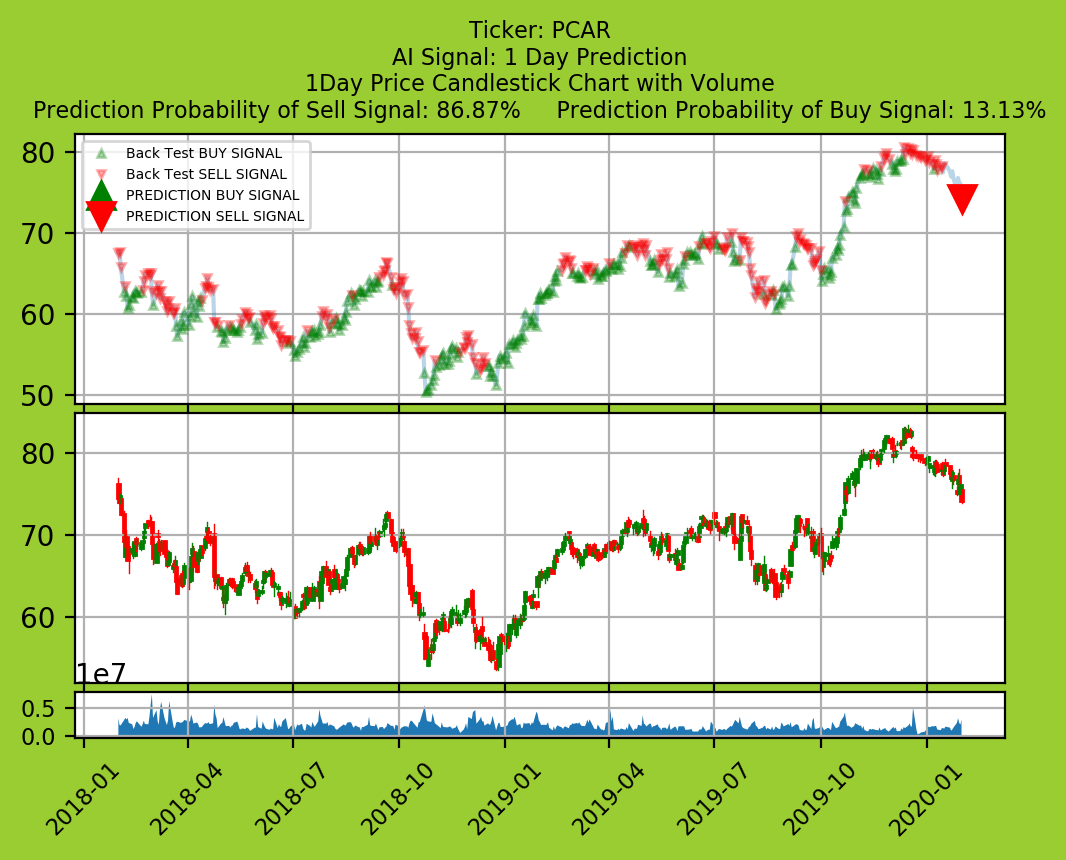 Ticker: PCAR
AI Signal: 1 Day Prediction
1Day Price Candlestick Chart with Volume
Prediction Probability of Sell Signal: 86.87% Prediction Probability of Buy Signal: 13.13%
Back Test BUY SIGNAL
Back Test SELL SIGNAL
PREDICTION BUY SIGNAL
PREDICTION SELL SIGNAL
80
70
60
50
80
70
60
1e7
0.5
0.0
2018-01 2018-04 2018-07 2018-10 2019-01 2019-04 2019-07 2019-10 2020-01